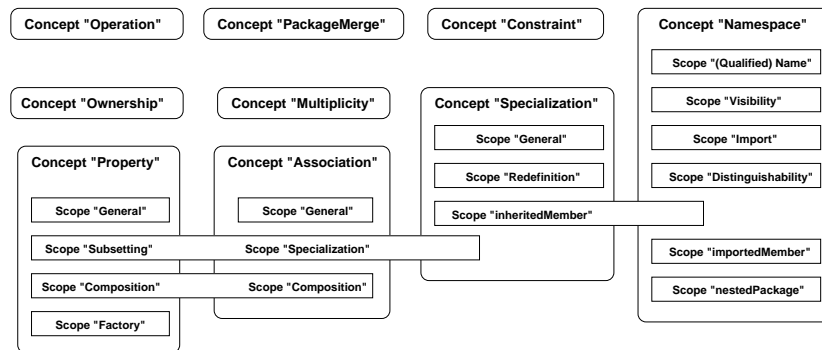 Concept "Operation"
Concept "PackageMerge"
Concept "Constraint"
Concept "Namespace"
Scope "(Qualified) Name"
Concept "Ownership"
Concept "Multiplicity"
Concept "Specialization"
Scope "Visibility"
Scope "General"
Scope "Import"
Concept "Property"
Concept "Association"
Scope "Redefinition"
Scope "Distinguishability"
Scope "General"
Scope "General"
Scope "inheritedMember"
Scope "Subsetting"
Scope "Specialization"
Scope "importedMember"
Scope "Composition"
Scope "Composition"
Scope "nestedPackage"
Scope "Factory"